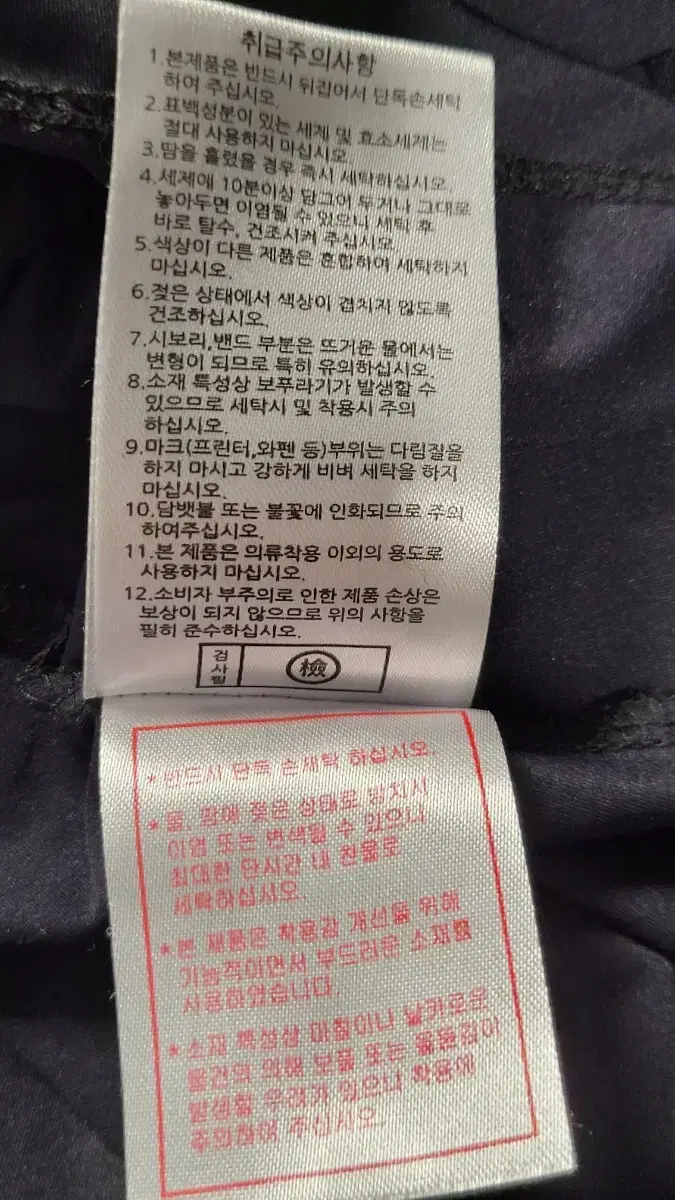 취급주의사항
1.본제품은 반드시 뒤집어서 단독손세탁
하여 주십시오.
2.표백성분이 있는 세제 및 효소세제는
절대 사용하지 마십시오.
3.땀을 흘렸을 경우 즉시 세탁하십시오.
4.세제에 10분이상 담그어 두거나 그대로
놓아두면 이염될 수 있으니 세탁 후
바로 탈수, 건조시켜 주십시오.
5.색상이 다른 제품은 혼합하여 세탁하지
마십시오.
6.젖은 상태에서 색상이 겹치지 않도록
건조하십시오.
7.시보리,밴드 부분은 뜨거운 물에서는
변형이 되므로 특히 유의하십시오.
8.소재 특성상 보푸라기가 발생할 수
있으므로 세탁시 및 착용시 주의
하십시오.
9.마크(프린터,와펜 등)부위는 다림질을
하지 마시고 강하게 비벼 세탁을 하지
마십시오.
10.담뱃불 또는 불꽃에 인화되므로 주의
하여주십시오.
11.본 제품은 의류착용 이외의 용도로
사용하지 마십시오.
12.소비자 부주의로 인한 제품 손상은
보상이 되지 않으므로 위의 사항을
필히 준수하십시오.
검사필 檢
*반드시 단독 손세탁 하십시오.
*물, 땀에 젖은 상태로 방치시
이염 또는 변색될 수 있으니
최대한 단시간 내 찬물로
세탁하십시오.
*본 제품은 착용감 개선을 위해
기능적이면서 부드러운 소재를
사용하였습니다.
*소재 특성상 마찰이나 날카로운
물건에 의해 보풀 또는 올뜯김이
발생할 우려가 있으니 착용에
주의하여 주십시오.